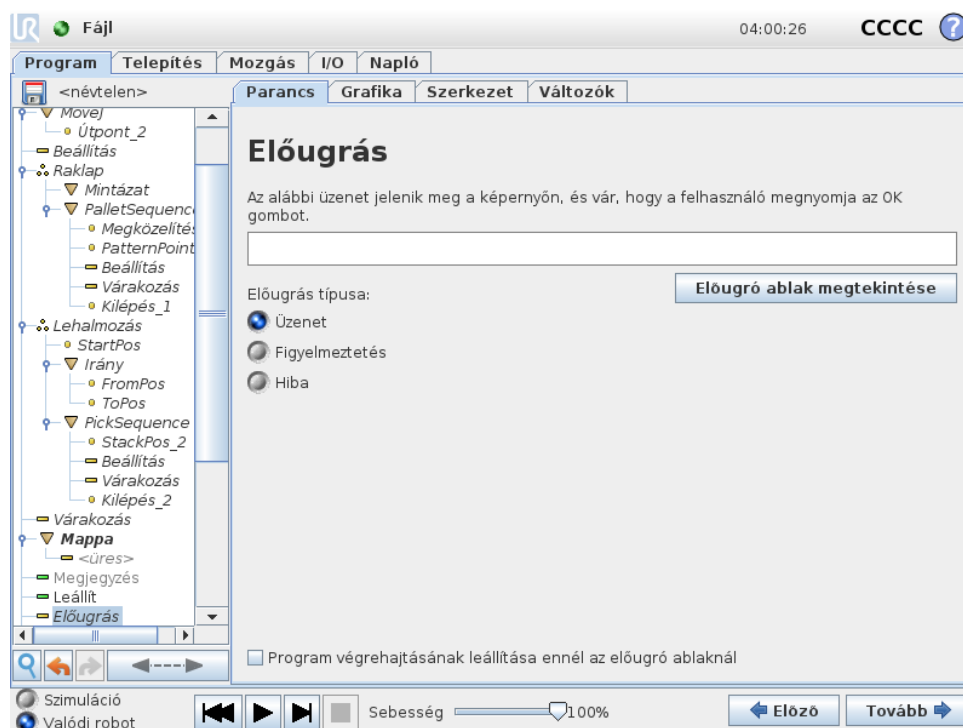 Fájl
04:00:26
CCCC
?
Program
Telepítés
Mozgás
I/O
Napló
<névtelen>
Parancs
Grafika
Szerkezet
Változók
MoveJ
Útpont_2
Beállítás
Raklap
Mintázat
PalletSequenc
Megközelítés
PatternPoint
Beállítás
Várakozás
Kilépés_1
Lehalmozás
StartPos
Irány
FromPos
ToPos
PickSequence
StackPos_2
Beállítás
Várakozás
Kilépés_2
Várakozás
Mappa
<üres>
Megjegyzés
Leállít
Előugrás
Előugrás
Az alábbi üzenet jelenik meg a képernyőn, és vár, hogy a felhasználó megnyomja az OK
gombot.
Előugró ablak megtekintése
Előugrás típusa:
Üzenet
Figyelmeztetés
Hiba
Program végrehajtásának leállítása ennél az előugró ablaknál
Szimuláció
Valódi robot
Sebesség
100%
Előző
Tovább